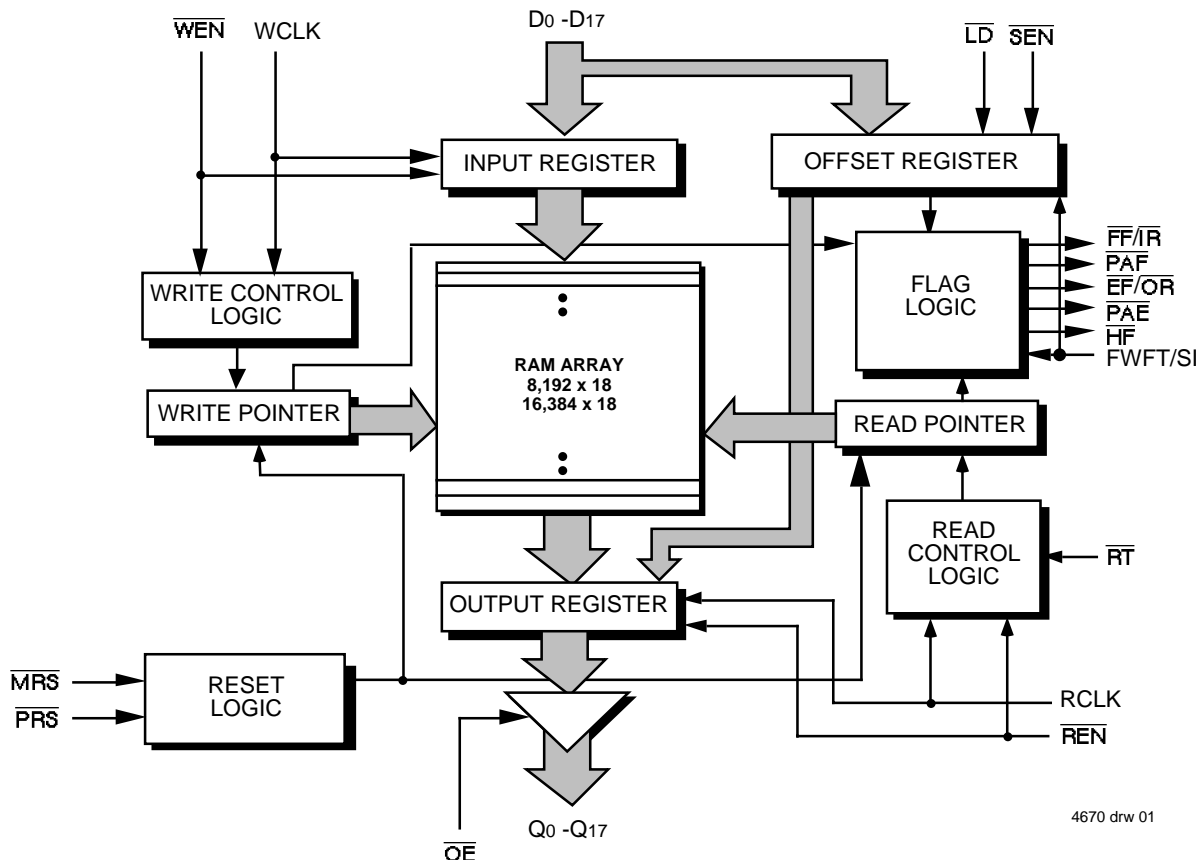 WEN
WCLK
D0 -D17
LD
SEN
INPUT REGISTER
OFFSET REGISTER
WRITE CONTROL
LOGIC
FLAG
LOGIC
FF/IR
PAF
EF/OR
PAE
HF
FWFT/SI
RAM ARRAY
8,192 x 18
16,384 x 18
WRITE POINTER
READ POINTER
READ
CONTROL
LOGIC
RT
OUTPUT REGISTER
MRS
PRS
RESET
LOGIC
RCLK
REN
OE
Q0 -Q17
4670 drw 01